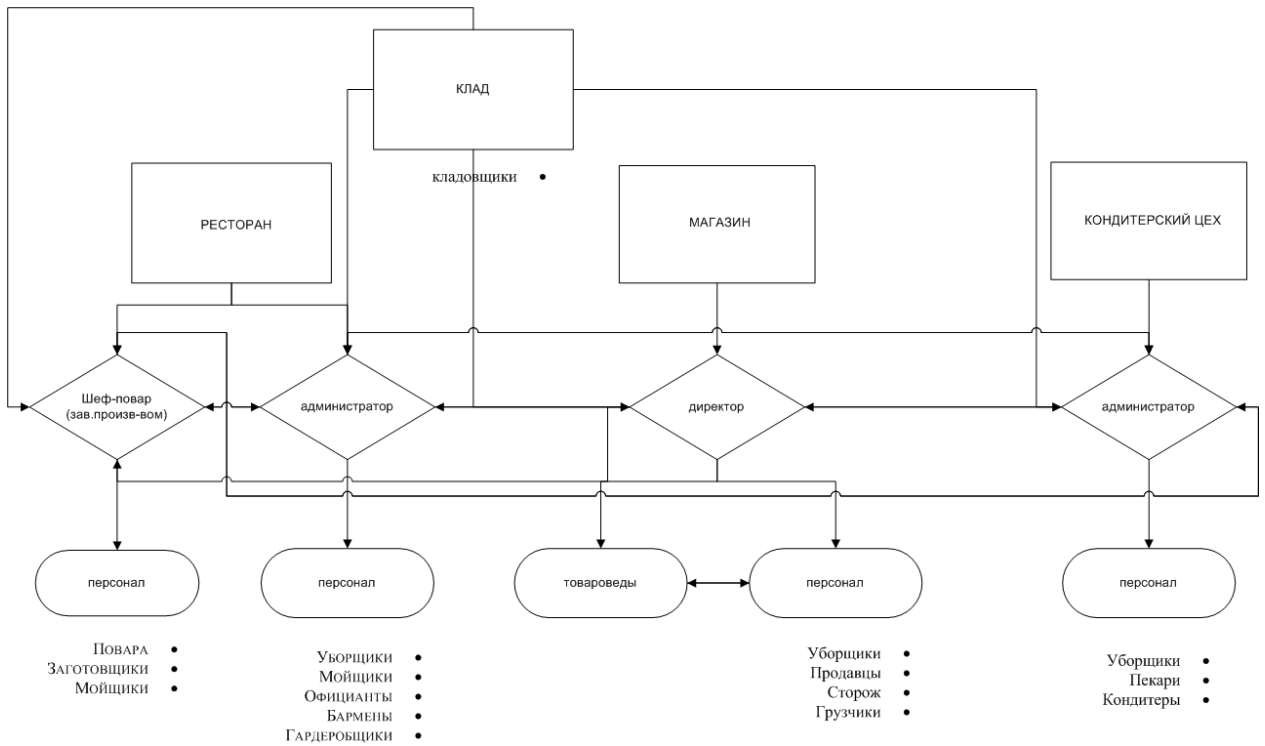 КЛАД
кладовщики •
РЕСТОРАН
МАГАЗИН
КОНДИТЕРСКИЙ ЦЕХ
Шеф-повар
(зав.произв-вом)
администратор
директор
администратор
персонал
персонал
товароведы
персонал
персонал
ПОВАРА •
ЗАГОТОВЩИКИ •
МОЙЩИКИ •
УБОРЩИКИ •
МОЙЩИКИ •
ОФИЦИАНТЫ •
БАРМЕНЫ •
ГАРДЕРОБЩИКИ •
Уборщики •
Продавцы •
Сторож •
Грузчики •
Уборщики •
Пекари •
Кондитеры •